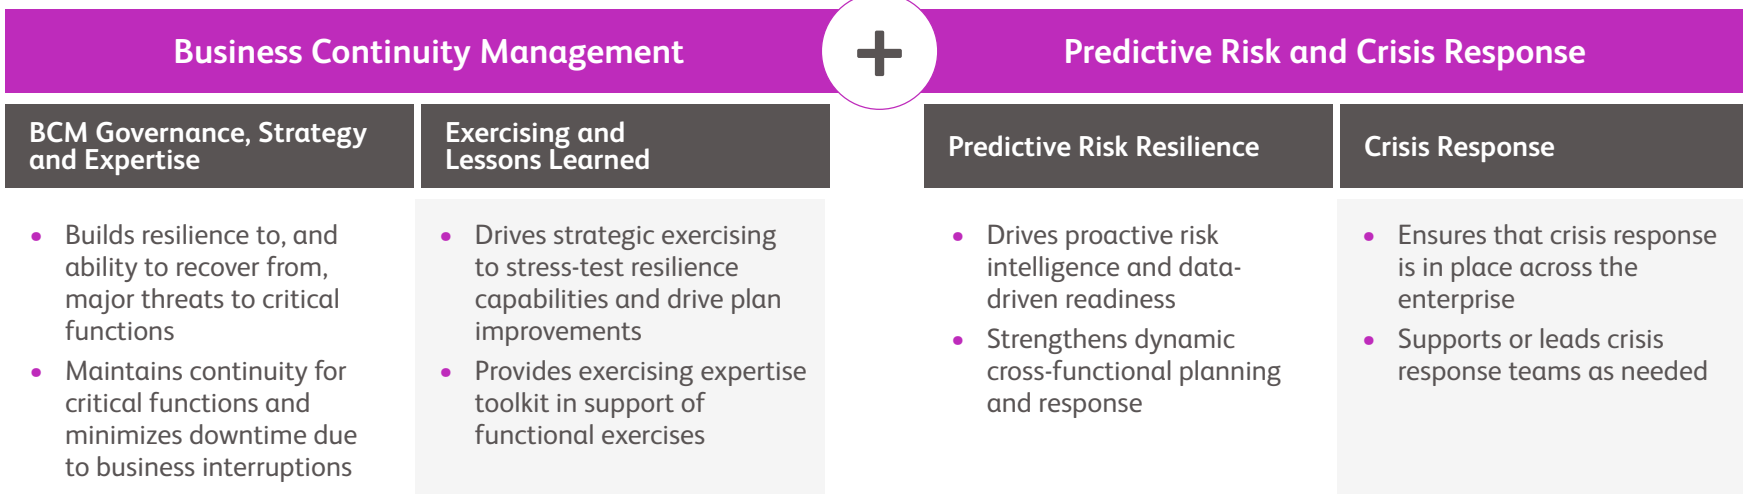 Business Continuity Management
+
Predictive Risk and Crisis Response
BCM Governance, Strategy
and Expertise
• Builds resilience to, and
ability to recover from,
major threats to critical
functions
• Maintains continuity for
critical functions and
minimizes downtime due
to business interruptions
Exercising and
Lessons Learned
• Drives strategic exercising
to stress-test resilience
capabilities and drive plan
improvements
• Provides exercising expertise
toolkit in support of
functional exercises
Predictive Risk Resilience
• Drives proactive risk
intelligence and data-
driven readiness
• Strengthens dynamic
cross-functional planning
and response
Crisis Response
• Ensures that crisis response
is in place across the
enterprise
• Supports or leads crisis
response teams as needed